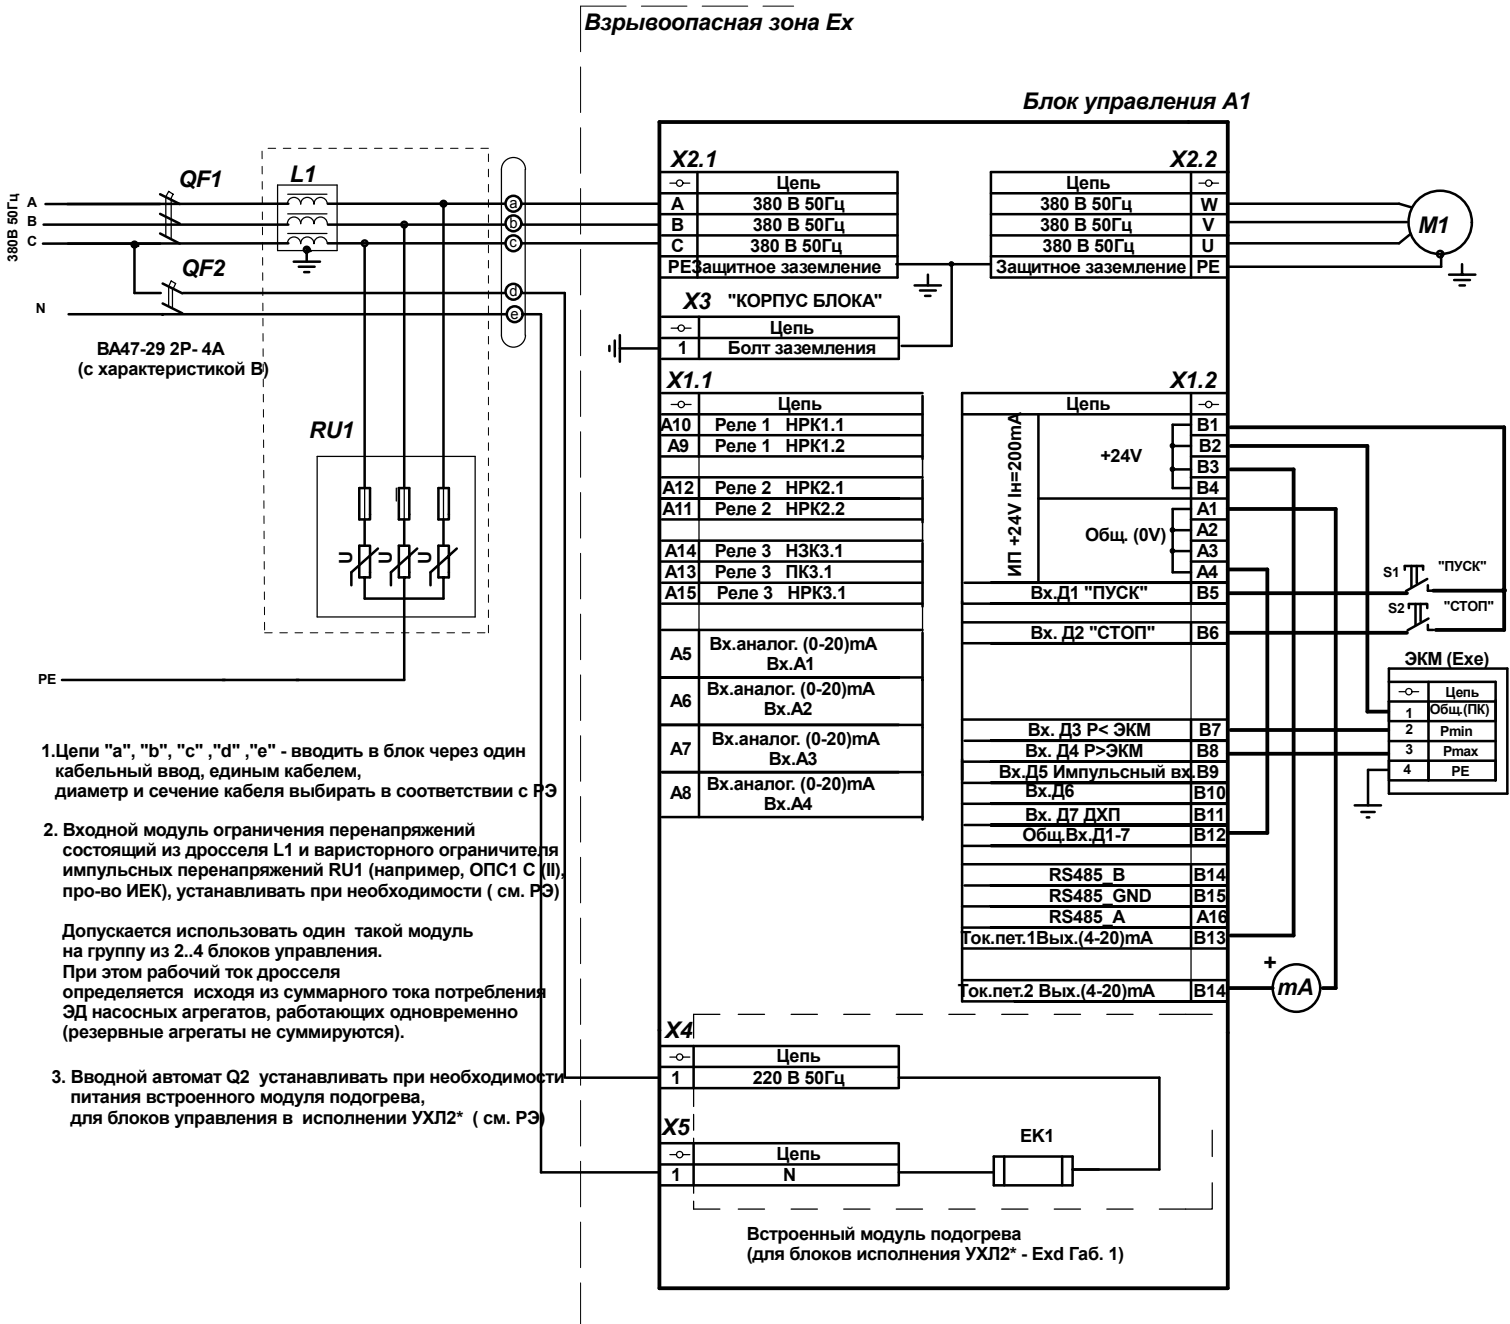 Взрывоопасная зона Ex
Блок управления А1
380В 50Гц
A
B
C
N
QF1
L1
QF2
a
b
c
d
e
ВА47-29 2Р- 4А
(с характеристикой В)
RU1
U
U
U
PE
X2.1
Цепь
A 380 В 50Гц
B 380 В 50Гц
C 380 В 50Гц
PE Защитное заземление
X2.2
Цепь
380 В 50Гц W
380 В 50Гц V
380 В 50Гц U
Защитное заземление PE
M1
X3 "КОРПУС БЛОКА"
Цепь
1 Болт заземления
X1.1
Цепь
A10 Реле 1 НРК1.1
A9 Реле 1 НРК1.2
A12 Реле 2 НРК2.1
A11 Реле 2 НРК2.2
A14 Реле 3 НЗК3.1
A13 Реле 3 ПК3.1
A15 Реле 3 НРК3.1
A5 Вх.аналог. (0-20)mA
Вх.А1
A6 Вх.аналог. (0-20)mA
Вх.А2
A7 Вх.аналог. (0-20)mA
Вх.А3
A8 Вх.аналог. (0-20)mA
Вх.А4
X1.2
Цепь
ИП +24V Iн=200mA
+24V
B1
B2
B3
B4
Общ. (0V)
A1
A2
A3
A4
Вх.Д1 "ПУСК" B5
Вх. Д2 "СТОП" B6
Вх. Д3 P< ЭКМ B7
Вх. Д4 P>ЭКМ B8
Вх.Д5 Импульсный вх. B9
Вх.Д6 B10
Вх. Д7 ДХП B11
Общ.Вх.Д1-7 B12
RS485_B B14
RS485_GND B15
RS485_A A16
Ток.пет.1Вых.(4-20)mA B13
Ток.пет.2 Вых.(4-20)mA B14
S1 "ПУСК"
S2 "СТОП"
ЭКМ (Exe)
Цепь
1 Общ.(ПК)
2 Pmin
3 Pmax
4 PE
+
mA
1.Цепи "a", "b", "c" ,"d" ,"e" - вводить в блок через один
кабельный ввод, единым кабелем,
диаметр и сечение кабеля выбирать в соответствии с РЭ
2. Входной модуль ограничения перенапряжений
состоящий из дросселя L1 и варисторного ограничителя
импульсных перенапряжений RU1 (например, ОПС1 С (II),
про-во ИЕК), устанавливать при необходимости ( см. РЭ)
Допускается использовать один такой модуль
на группу из 2..4 блоков управления.
При этом рабочий ток дросселя
определяется исходя из суммарного тока потребления
ЭД насосных агрегатов, работающих одновременно
(резервные агрегаты не суммируются).
3. Вводной автомат Q2 устанавливать при необходимости
питания встроенного модуля подогрева,
для блоков управления в исполнении УХЛ2* ( см. РЭ)
X4
Цепь
1 220 В 50Гц
X5
Цепь
1 N
EK1
Встроенный модуль подогрева
(для блоков исполнения УХЛ2* - Exd Габ. 1)